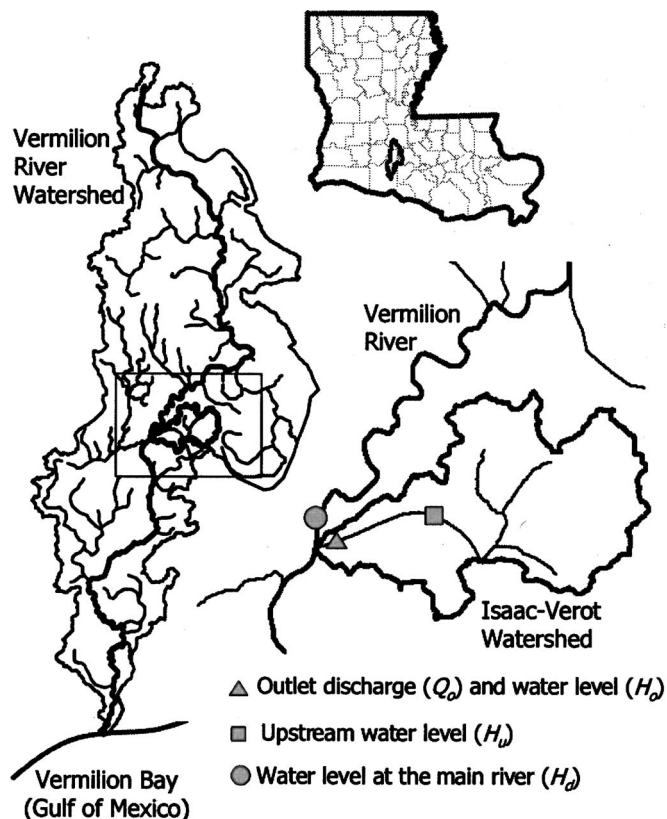 Vermilion
River
Watershed
Vermilion
River
Isaac-Verot
Watershed
Outlet discharge (Qₒ) and water level (Hₒ)
Upstream water level (Hᵤ)
Water level at the main river (H_d)
Vermilion Bay
(Gulf of Mexico)